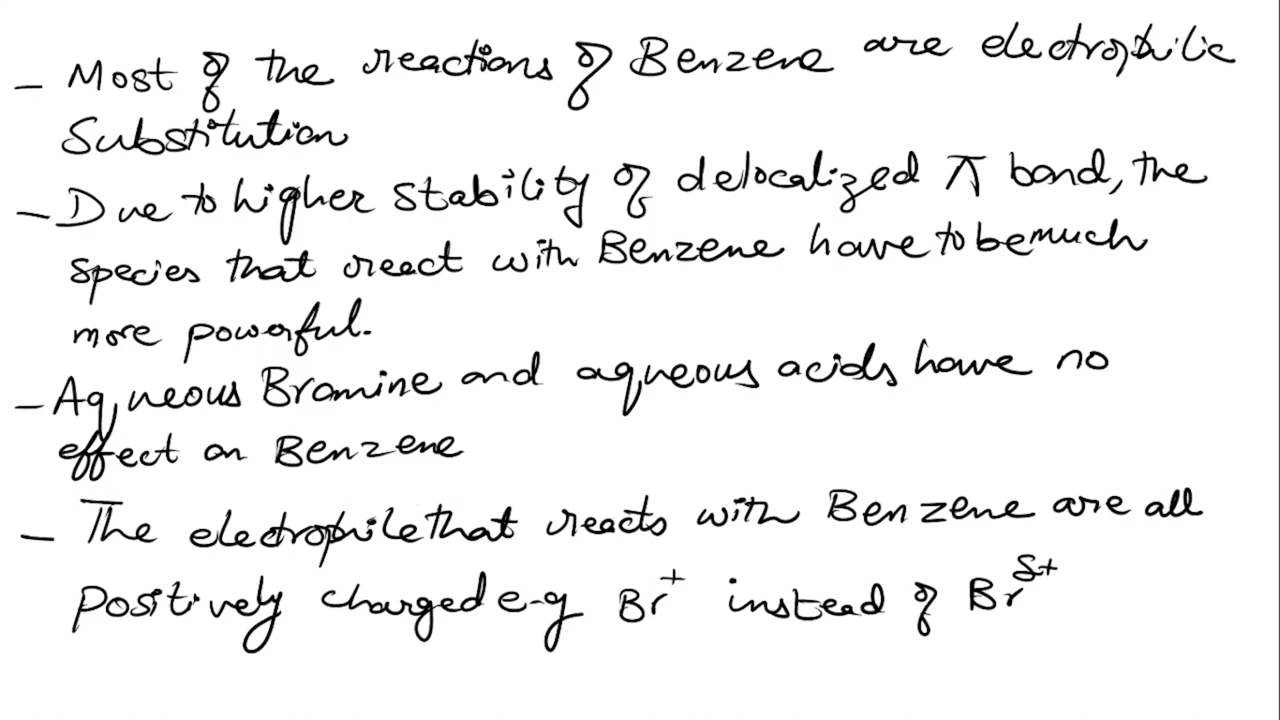 - Most of the reactions of Benzene are electrophilic
Substitution
- Due to higher stability of delocalized π bond, the
species that react with Benzene have to be much
more powerful.
- Aqueous Bromine and aqueous acids have no
effect on Benzene
- The electrophile that reacts with Benzene are all
positively charged e-g Br⁺ instead of Br^δ+